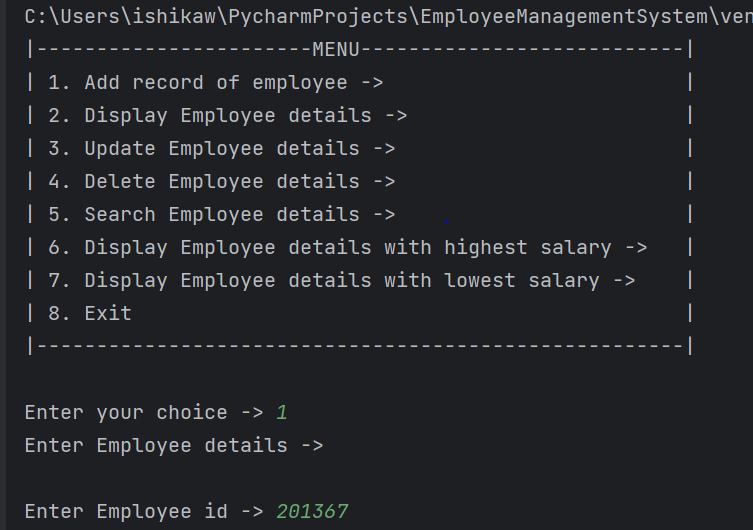 C:\Users\ishikaw\PycharmProjects\EmployeeManagementSystem\ven
|-----------------------MENU---------------------------|
| 1. Add record of employee ->                         |
| 2. Display Employee details ->                       |
| 3. Update Employee details ->                        |
| 4. Delete Employee details ->                        |
| 5. Search Employee details ->                        |
| 6. Display Employee details with highest salary ->   |
| 7. Display Employee details with lowest salary ->    |
| 8. Exit                                              |
|------------------------------------------------------|
Enter your choice -> 1
Enter Employee details ->
Enter Employee id -> 201367